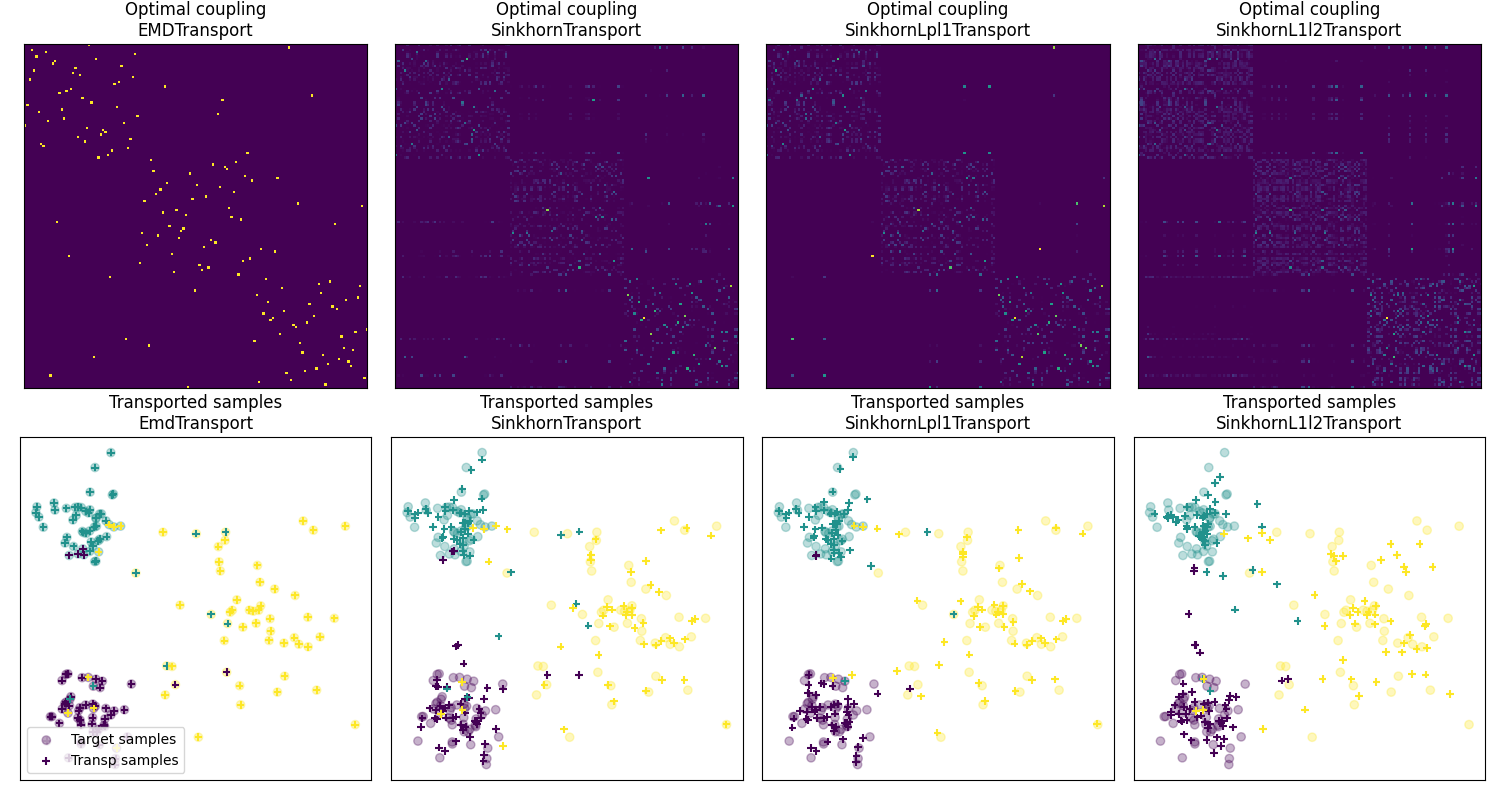 Optimal coupling
EMDTransport
Optimal coupling
SinkhornTransport
Optimal coupling
SinkhornLpl1Transport
Optimal coupling
SinkhornL1l2Transport
Transported samples
EmdTransport
Transported samples
SinkhornTransport
Transported samples
SinkhornLpl1Transport
Transported samples
SinkhornL1l2Transport
Target samples
Transp samples